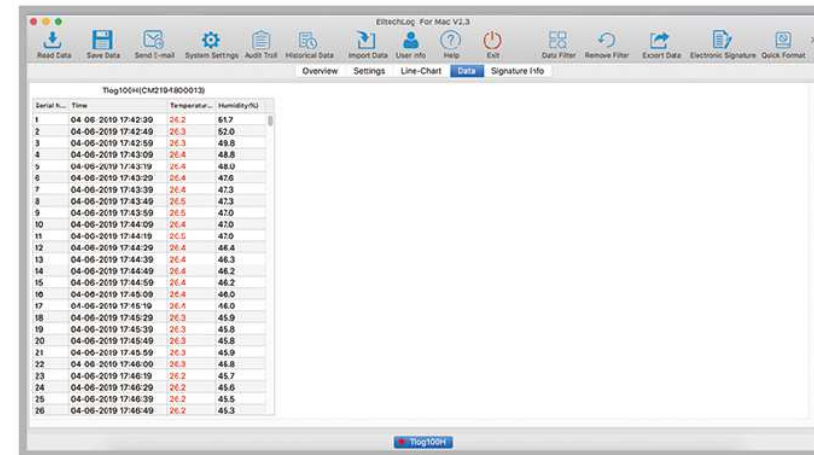 ElitechLog For Mac V2.3
Read Data Save Data Send E-mail System Settings Audit Trail Historical Data Import Data User Info Help Exit Data Filter Remove Filter Export Data Electronic Signature Quick Format
Overview Settings Line-Chart Data Signature Info
Tlog100H(CM2194800013)
Serial N... Time Temperatur... Humidity(%)
1 04-06-2019 17:42:39 26.2 51.7
2 04-06-2019 17:42:49 26.3 52.0
3 04-06-2019 17:42:59 26.3 49.8
4 04-06-2019 17:43:09 26.4 48.8
5 04-06-2019 17:43:19 26.4 48.0
6 04-06-2019 17:43:29 26.4 47.6
7 04-06-2019 17:43:39 26.4 47.3
8 04-06-2019 17:43:49 26.5 47.3
9 04-06-2019 17:43:59 26.5 47.0
10 04-06-2019 17:44:09 26.4 47.0
11 04-06-2019 17:44:19 26.5 47.0
12 04-06-2019 17:44:29 26.4 46.4
13 04-06-2019 17:44:39 26.4 46.3
14 04-06-2019 17:44:49 26.4 46.2
15 04-06-2019 17:44:59 26.4 46.2
16 04-06-2019 17:45:09 26.4 46.0
17 04-06-2019 17:45:19 26.4 46.0
18 04-06-2019 17:45:29 26.3 45.9
19 04-06-2019 17:45:39 26.3 45.8
20 04-06-2019 17:45:49 26.3 45.8
21 04-06-2019 17:45:59 26.3 45.9
22 04-06-2019 17:46:09 26.3 45.8
23 04-06-2019 17:46:19 26.2 45.7
24 04-06-2019 17:46:29 26.2 45.6
25 04-06-2019 17:46:39 26.2 45.5
26 04-06-2019 17:46:49 26.2 45.3
Tlog100H